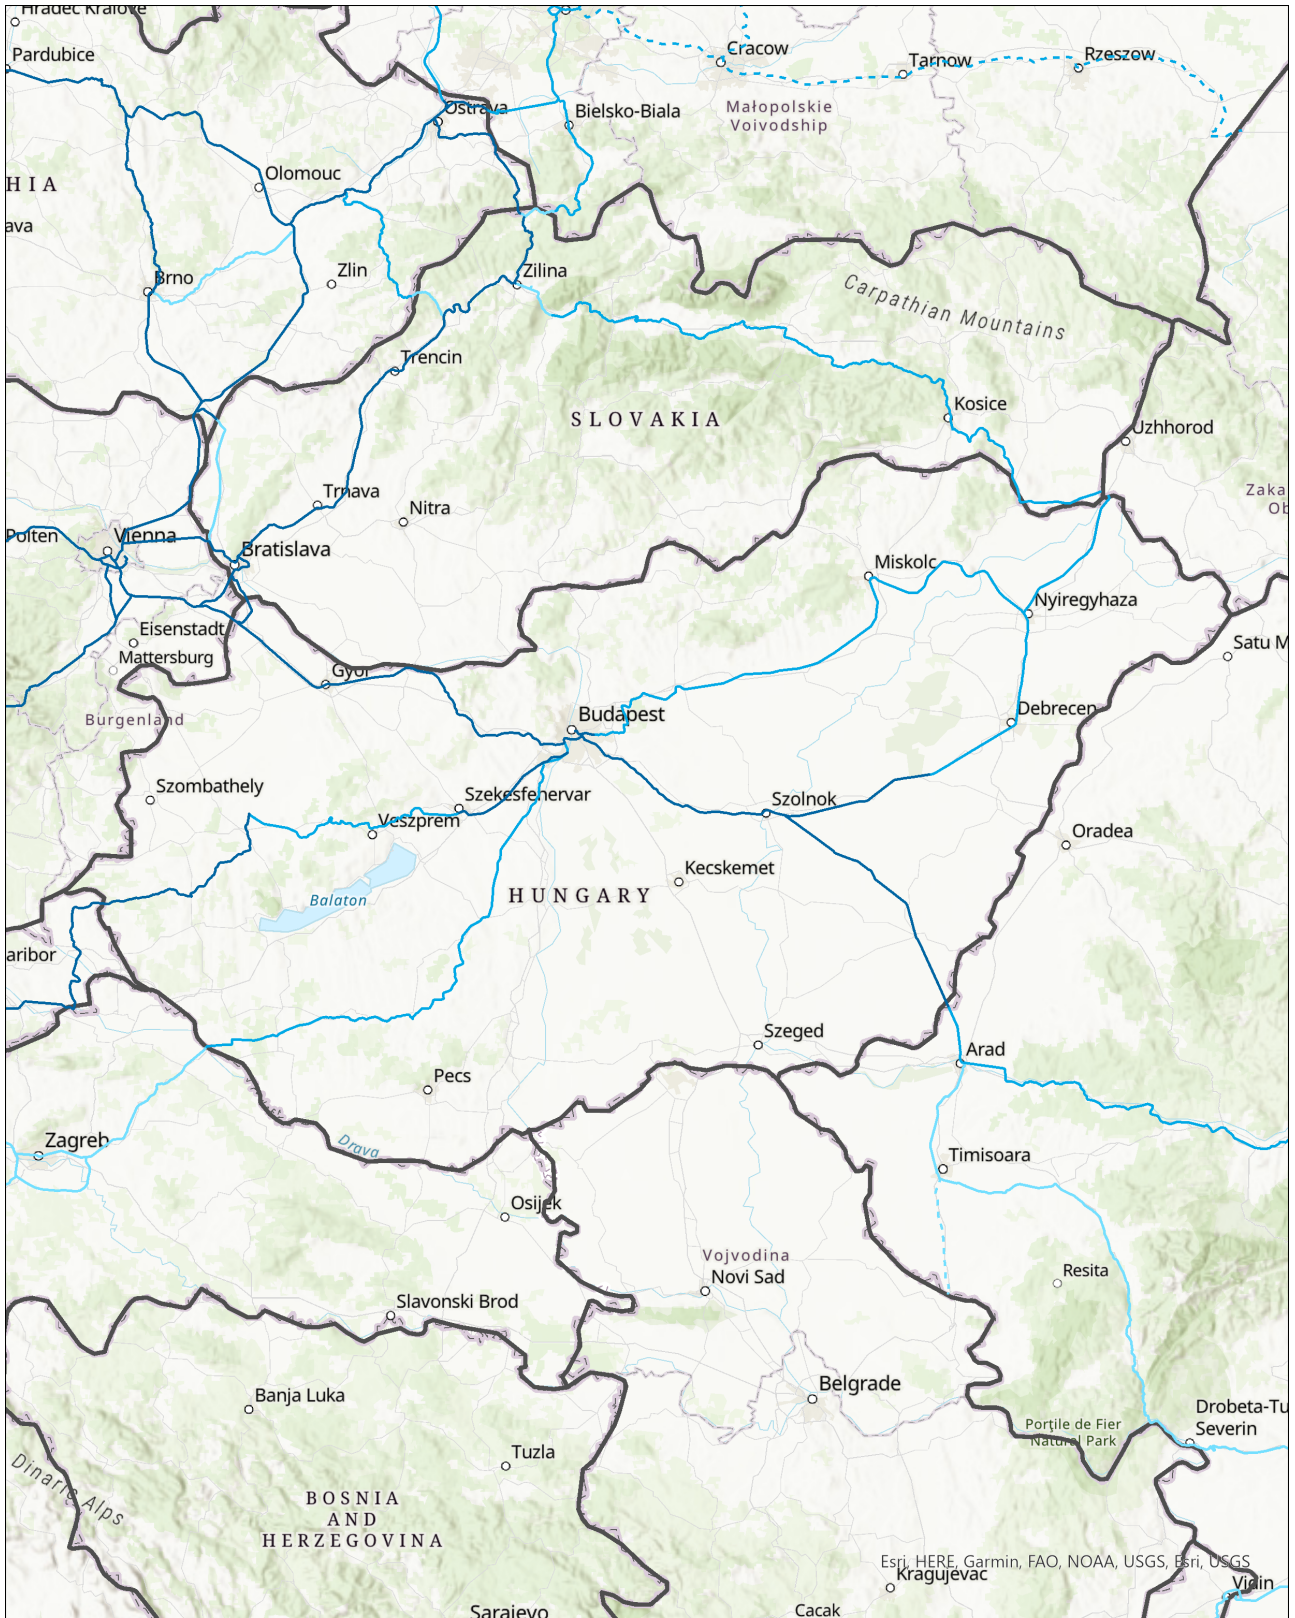 Hradec Kralove
Pardubice
Cracow
Tarnow
Rzeszow
Ostrava
Bielsko-Biala
Małopolskie
Voivodship
Olomouc
HIA
ava
Brno
Zlin
Zilina
Carpathian Mountains
Trencin
SLOVAKIA
Kosice
Uzhhorod
Trnava
Nitra
Zaka
Ob
Polten
Vienna
Bratislava
Miskolc
Nyiregyhaza
Eisenstadt
Mattersburg
Satu M
Gyor
Burgenland
Budapest
Debrecen
Szombathely
Szekesfehervar
Szolnok
Veszprem
Oradea
Kecskemet
Balaton
HUNGARY
aribor
Szeged
Arad
Pecs
Zagreb
Drava
Timisoara
Osijek
Vojvodina
Novi Sad
Resita
Slavonski Brod
Belgrade
Banja Luka
Drobeta-Tu
Severin
Porţile de Fier
Natural Park
Tuzla
Dinaric Alps
BOSNIA
AND
HERZEGOVINA
Esri, HERE, Garmin, FAO, NOAA, USGS, Esri, USGS
Kragujevac
Vidin
Sarajevo
Cacak